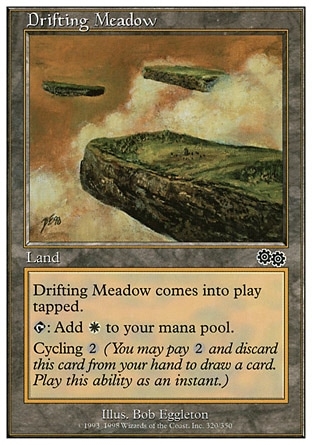 Drifting Meadow
Land
Drifting Meadow comes into play
tapped.
: Add to your mana pool.
Cycling 2 (You may pay 2 and discard
this card from your hand to draw a card.
Play this ability as an instant.)
Illus. Bob Eggleton
© 1993-1998 Wizards of the Coast, Inc. 320/350